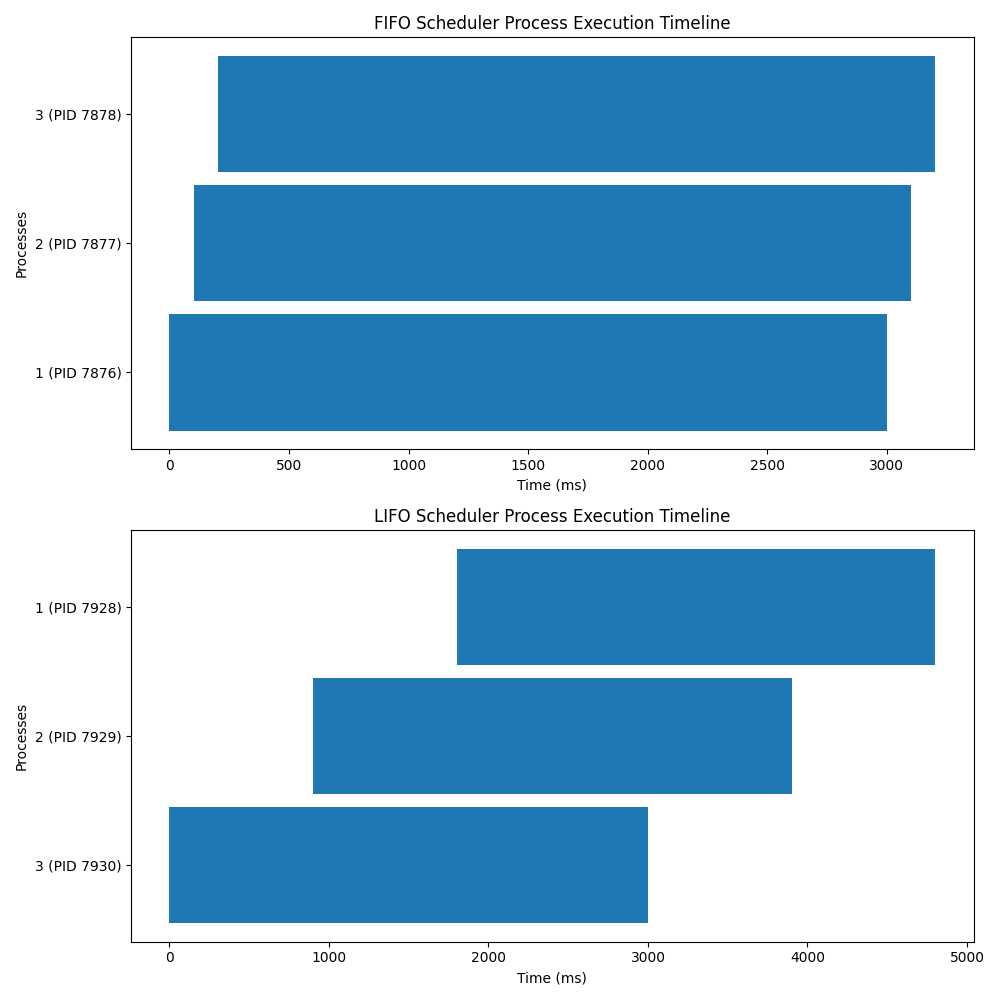 FIFO Scheduler Process Execution Timeline
3 (PID 7878)
2 (PID 7877)
1 (PID 7876)
Processes
0 500 1000 1500 2000 2500 3000
Time (ms)
LIFO Scheduler Process Execution Timeline
1 (PID 7928)
2 (PID 7929)
3 (PID 7930)
Processes
0 1000 2000 3000 4000 5000
Time (ms)